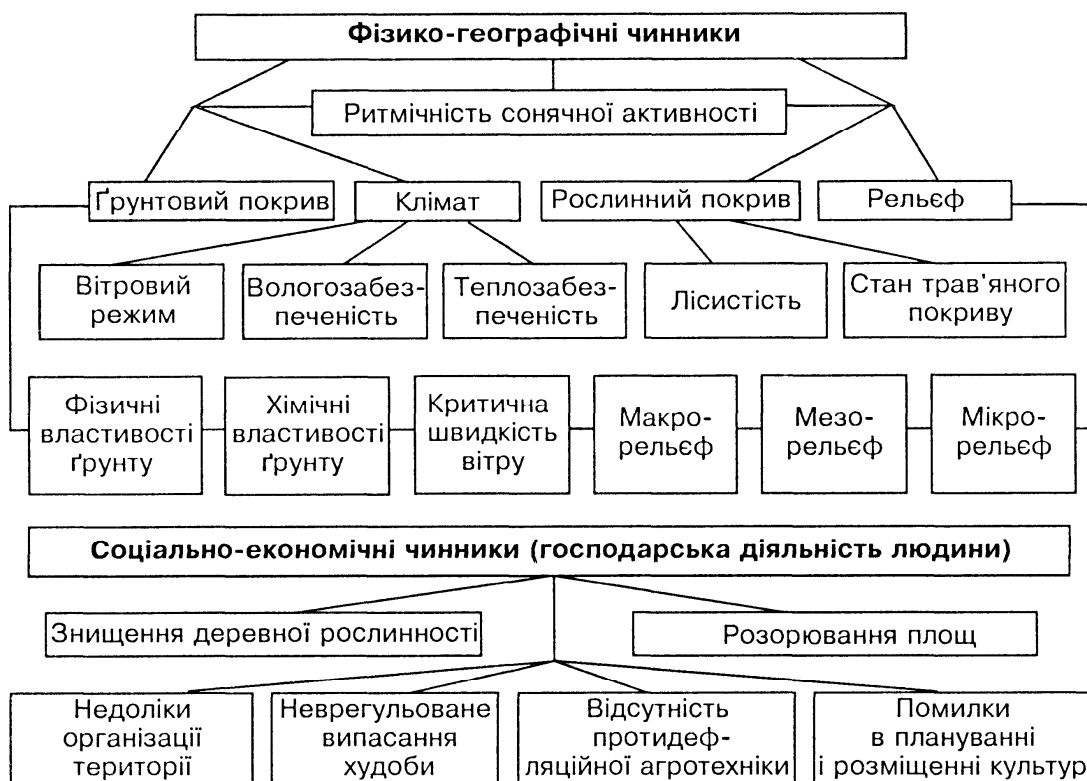 Фізико-географічні чинники
Ритмічність сонячної активності
Ґрунтовий покрив
Клімат
Рослинний покрив
Рельєф
Вітровий
режим
Вологозабез-
печеність
Теплозабез-
печеність
Лісистість
Стан трав'яного
покриву
Фізичні
властивості
ґрунту
Хімічні
властивості
ґрунту
Критична
швидкість
вітру
Макро-
рельєф
Мезо-
рельєф
Мікро-
рельєф
Соціально-економічні чинники (господарська діяльність людини)
Знищення деревної рослинності
Розорювання площ
Недоліки
організації
території
Неврегульоване
випасання
худоби
Відсутність
протидеф-
ляційної агротехніки
Помилки
в плануванні
і розміщенні культур